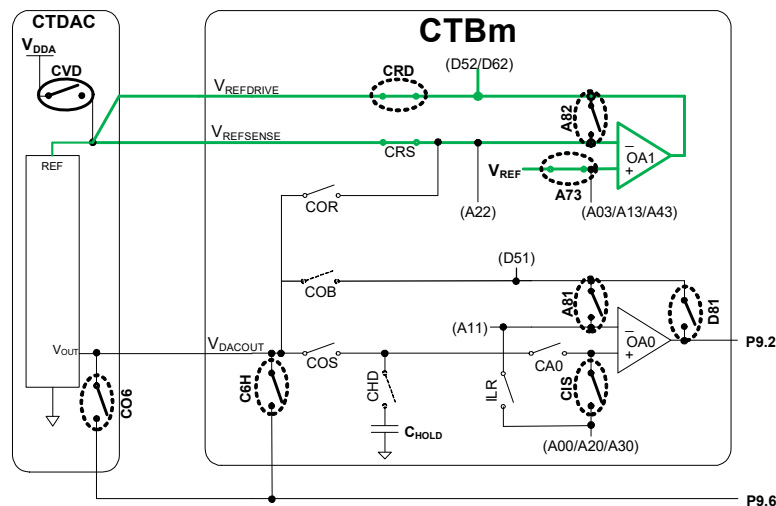 CTDAC
CTBm
VDDA
CVD
(D52/D62)
VREFDRIVE
CRD
A82
VREFSENSE
CRS
OA1
REF
VREF
A73
COR
(A22)
(A03/A13/A43)
(D51)
COB
A81
D81
(A11)
OA0
VOUT
VDACOUT
COS
P9.2
CA0
CO6
C6H
CHD
ILR
CIS
CHOLD
(A00/A20/A30)
P9.6